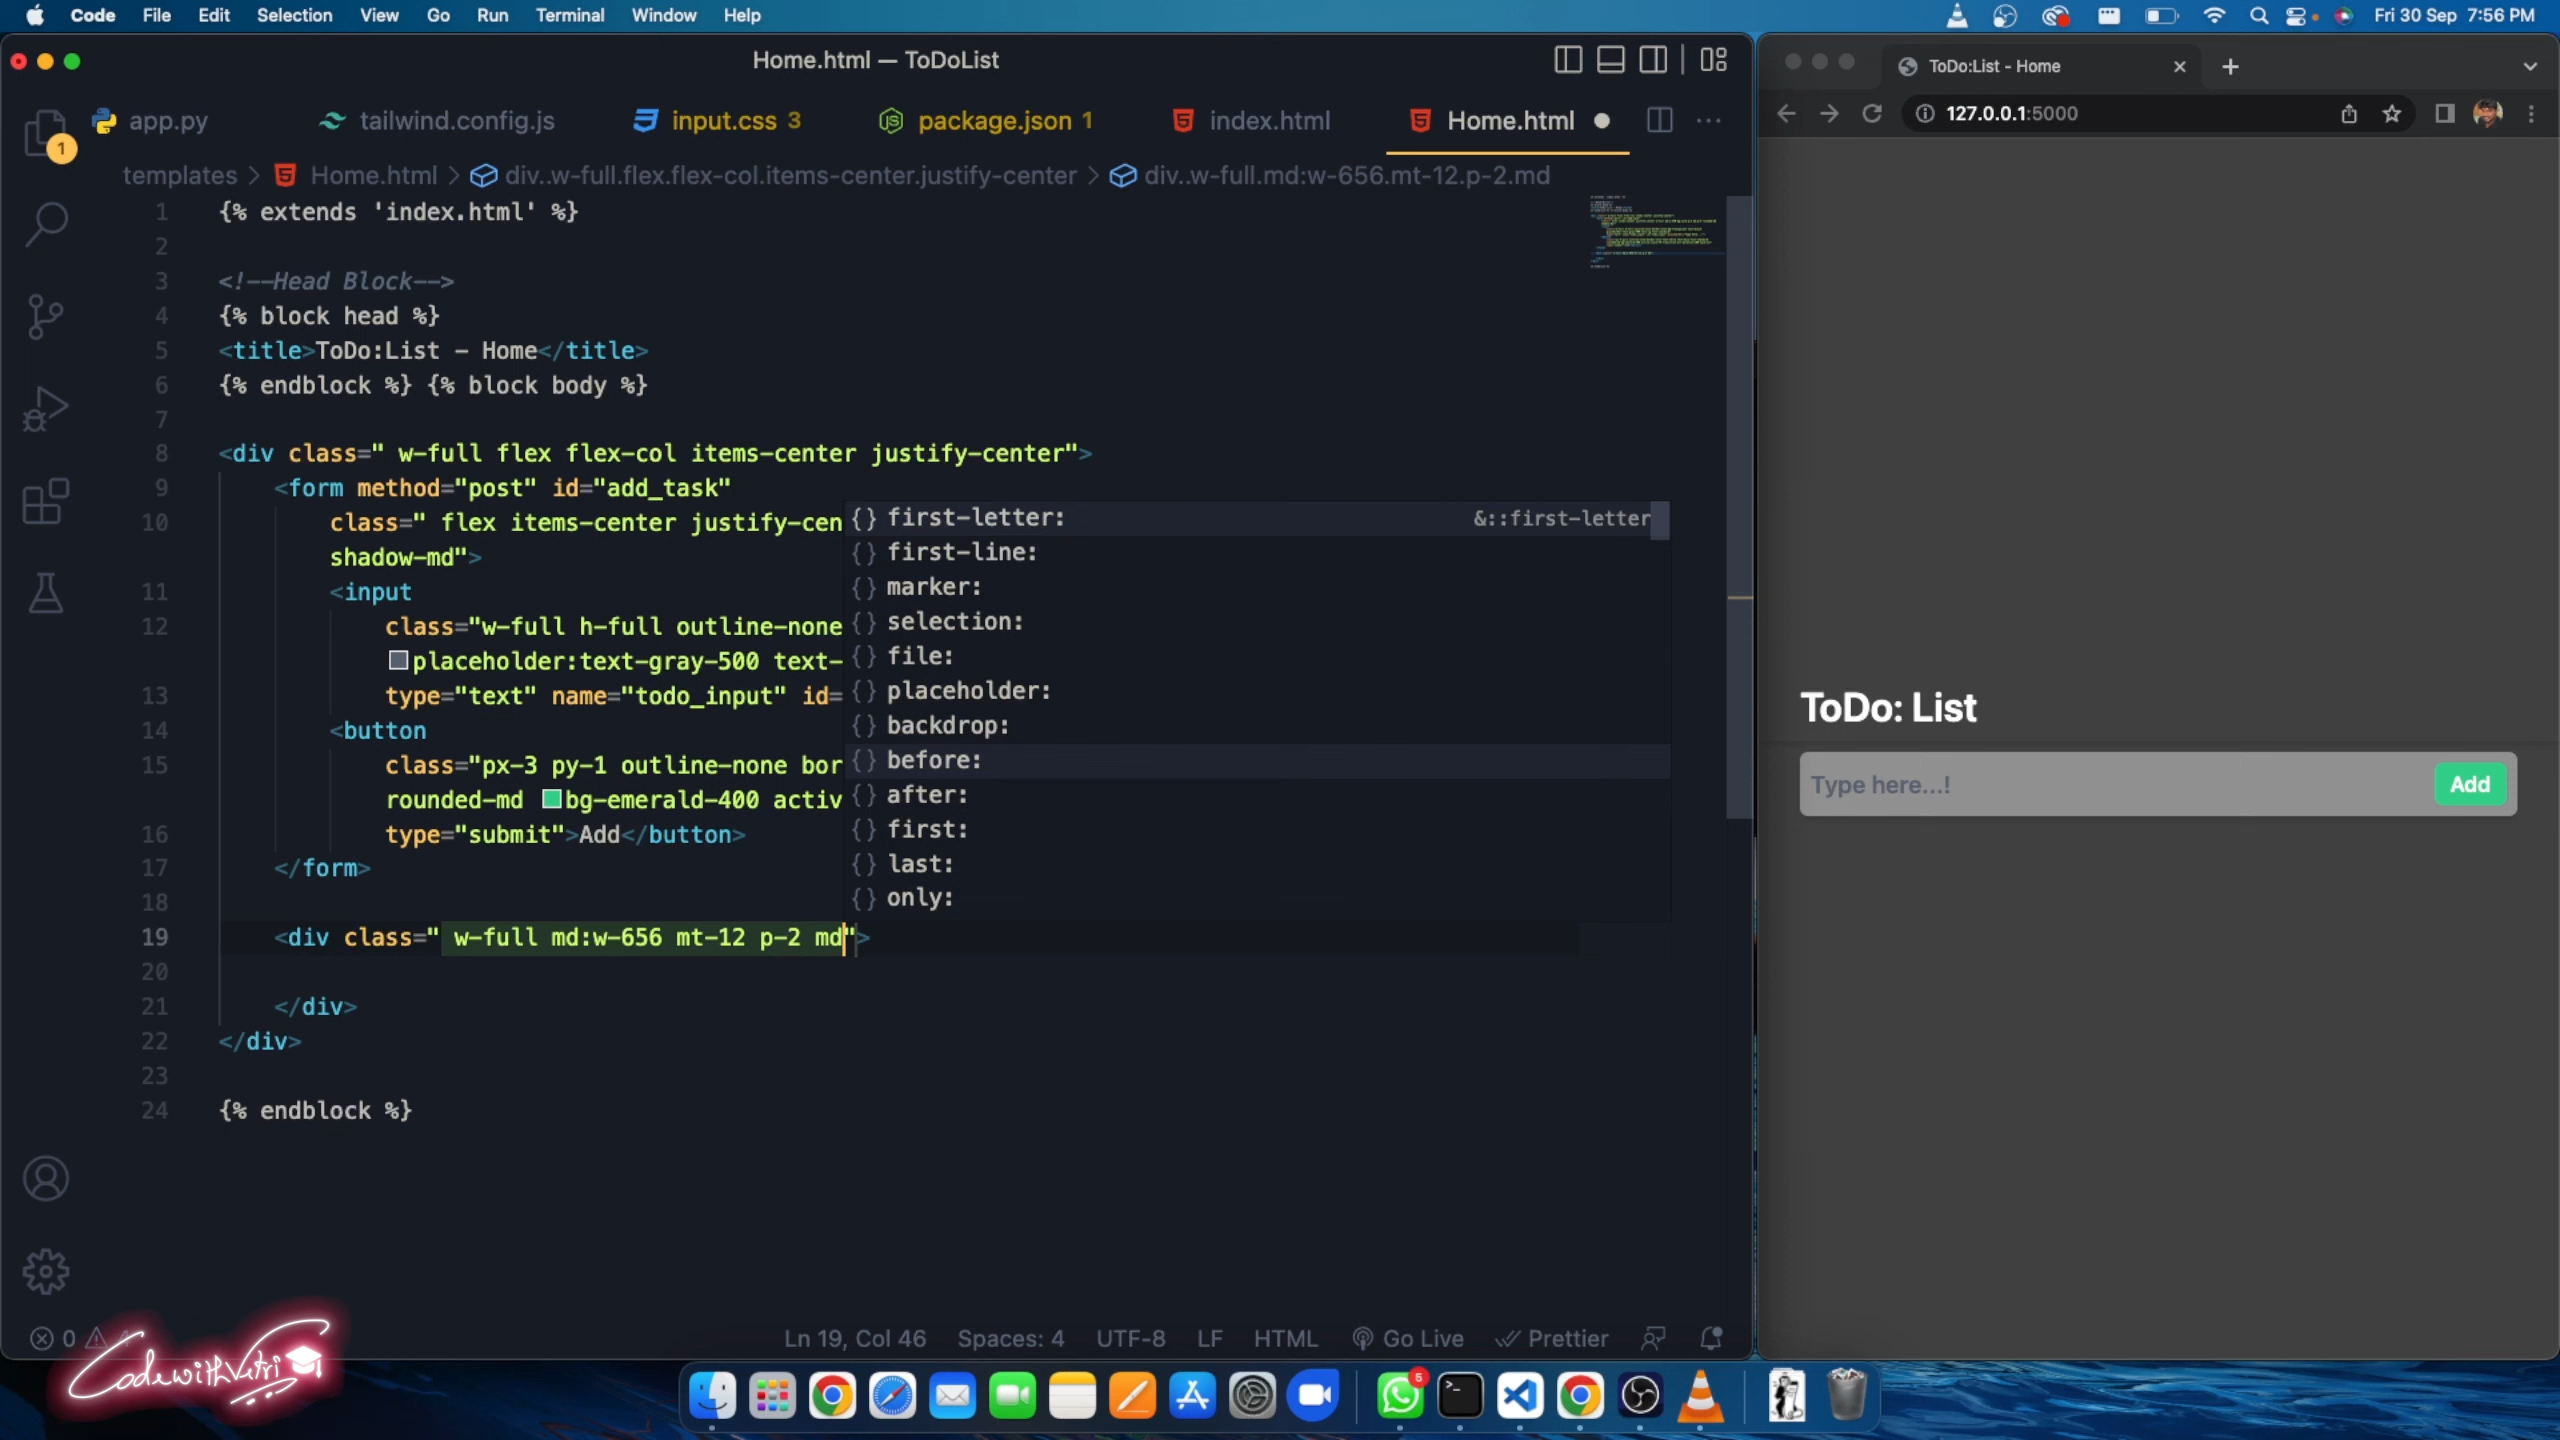 Code File Edit Selection View Go Run Terminal Window Help
Fri 30 Sep 7:56 PM
Home.html — ToDoList
app.py tailwind.config.js input.css 3 package.json 1 index.html Home.html
templates > Home.html > div..w-full.flex.flex-col.items-center.justify-center > div..w-full.md:w-656.mt-12.p-2.md
1
1 {% extends 'index.html' %}
2
3 <!--Head Block-->
4 {% block head %}
5 <title>ToDo:List - Home</title>
6 {% endblock %} {% block body %}
7
8 <div class=" w-full flex flex-col items-center justify-center">
9 <form method="post" id="add_task"
10 class=" flex items-center justify-cen
shadow-md">
11 <input
12 class="w-full h-full outline-none
placeholder:text-gray-500 text-
13 type="text" name="todo_input" id=
14 <button
15 class="px-3 py-1 outline-none bor
rounded-md bg-emerald-400 activ
16 type="submit">Add</button>
17 </form>
18
19 <div class=" w-full md:w-656 mt-12 p-2 md">
20
21 </div>
22 </div>
23
24 {% endblock %}
{} first-letter: &::first-letter
{} first-line:
{} marker:
{} selection:
{} file:
{} placeholder:
{} backdrop:
{} before:
{} after:
{} first:
{} last:
{} only:
0
Ln 19, Col 46 Spaces: 4 UTF-8 LF HTML Go Live Prettier
CodewithVetri
ToDo:List - Home
127.0.0.1:5000
ToDo: List
Type here...!
Add
5